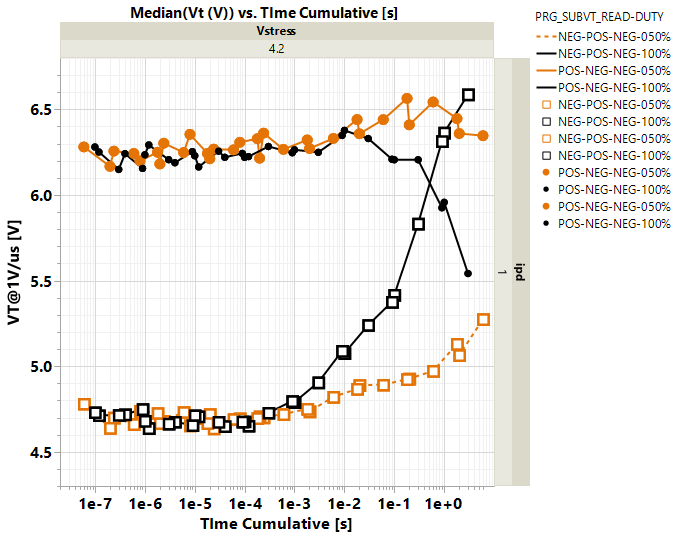 Median(Vt (V)) vs. TIme Cumulative [s]
Vstress
4.2
6.5
6.0
5.5
5.0
4.5
VT@1V/us [V]
1e-7 1e-6 1e-5 1e-4 1e-3 1e-2 1e-1 1e+0
TIme Cumulative [s]
1
ipd
PRG_SUBVT_READ-DUTY
NEG-POS-NEG-050%
NEG-POS-NEG-100%
POS-NEG-NEG-050%
POS-NEG-NEG-100%
NEG-POS-NEG-050%
NEG-POS-NEG-100%
NEG-POS-NEG-050%
NEG-POS-NEG-100%
POS-NEG-NEG-050%
POS-NEG-NEG-100%
POS-NEG-NEG-050%
POS-NEG-NEG-100%